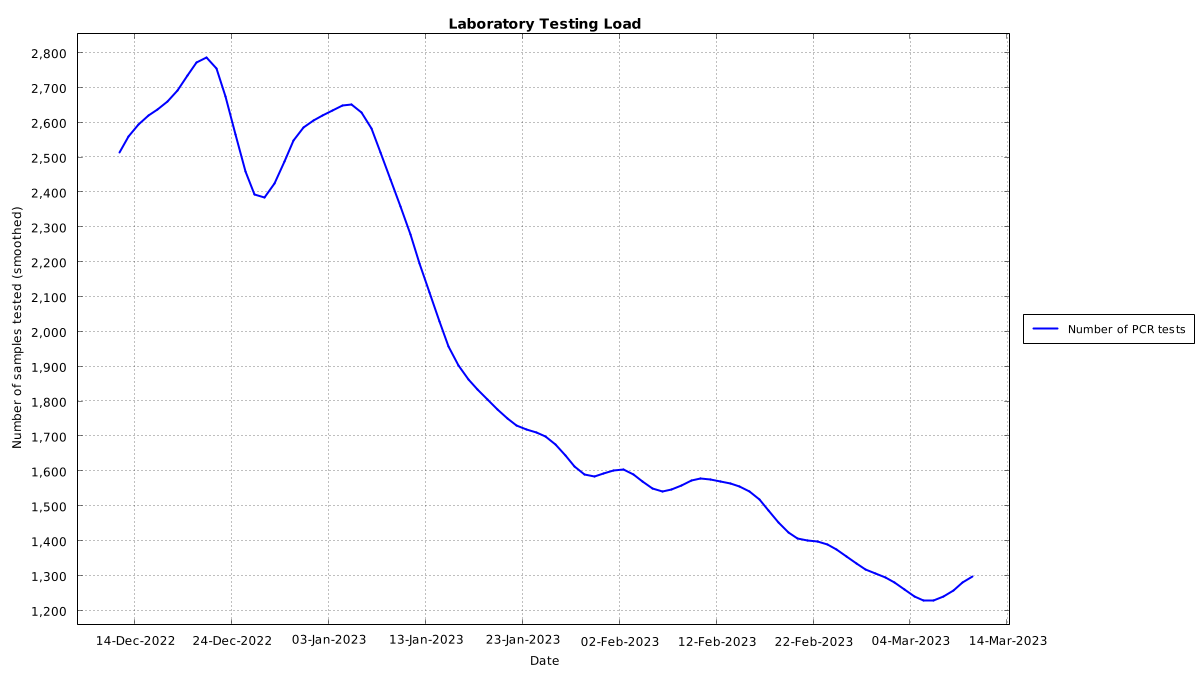 Laboratory Testing Load
2,800
2,700
2,600
2,500
2,400
2,300
2,200
2,100
2,000
1,900
1,800
1,700
1,600
1,500
1,400
1,300
1,200
Number of samples tested (smoothed)
14-Dec-2022
24-Dec-2022
03-Jan-2023
13-Jan-2023
23-Jan-2023
02-Feb-2023
12-Feb-2023
22-Feb-2023
04-Mar-2023
14-Mar-2023
Date
Number of PCR tests